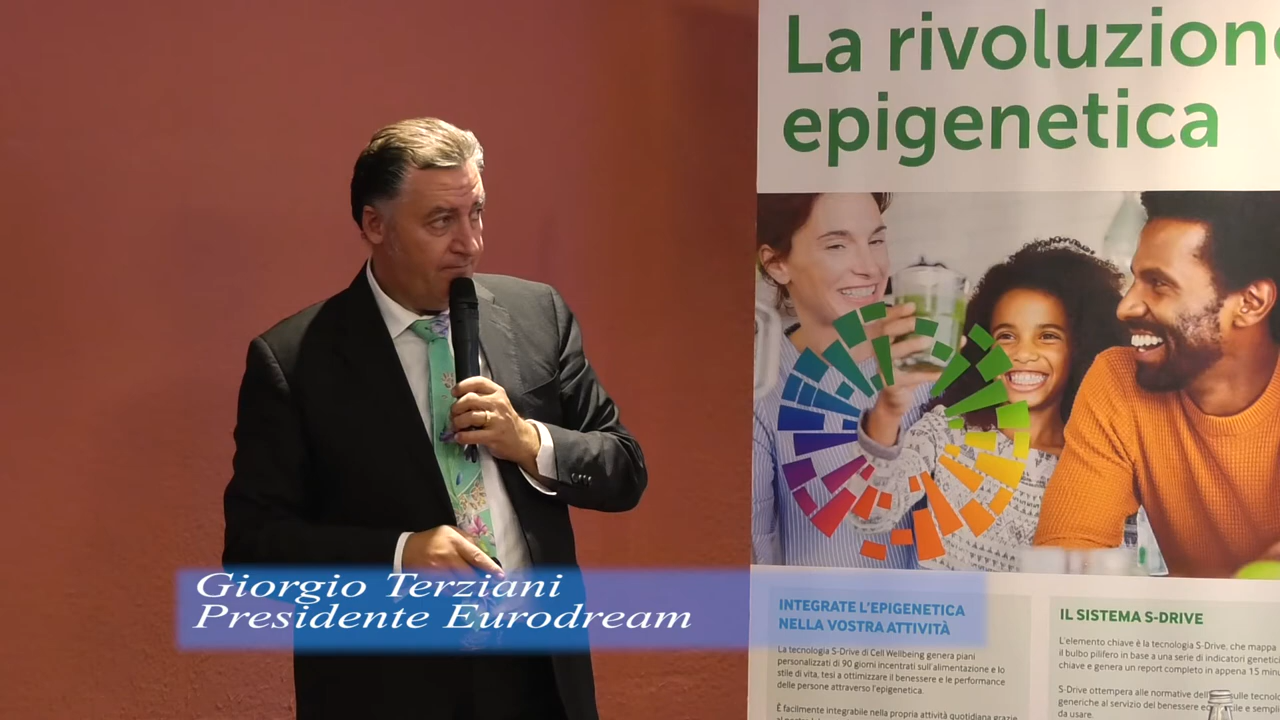 La rivoluzione
epigenetica
Giorgio Terziani
Presidente Eurodream
INTEGRATE L'EPIGENETICA
NELLA VOSTRA ATTIVITÀ
La tecnologia S-Drive di Cell Wellbeing genera piani
personalizzati di 90 giorni incentrati sull'alimentazione e lo
stile di vita, tesi a ottimizzare il benessere e le performance
delle persone attraverso l'epigenetica.
È facilmente integrabile nella propria attività quotidiana grazie
IL SISTEMA S-DRIVE
L'elemento chiave è la tecnologia S-Drive, che mappa
il bulbo pilifero in base a una serie di indicatori genetici
chiave e genera un report completo in appena 15 minu
S-Drive ottempera alle normative sulle tecno
generiche al servizio del benessere e sempli
da usare.